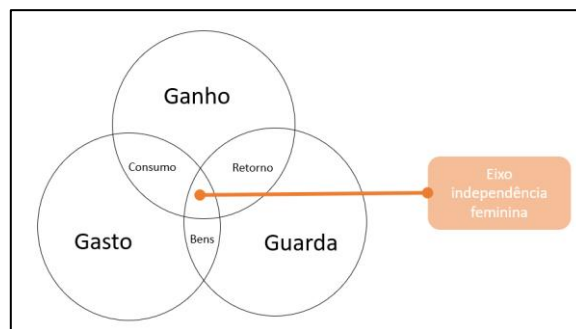 Ganho
Consumo
Retorno
Eixo
independência
feminina
Gasto
Bens
Guarda